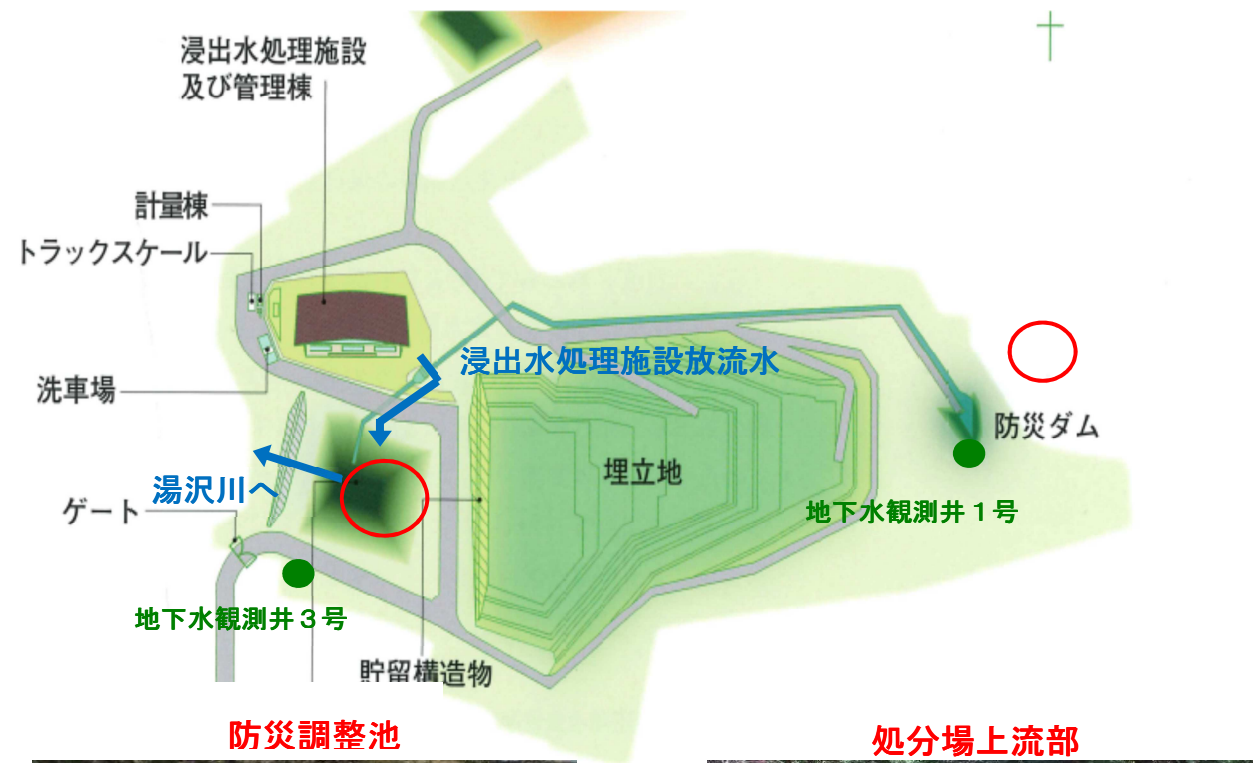 浸出水処理施設
及び管理棟
計量棟
トラックスケール
浸出水処理施設放流水
洗車場
防災ダム
埋立地
湯沢川へ
ゲート
地下水観測井1号
地下水観測井3号
貯留構造物
防災調整池
処分場上流部